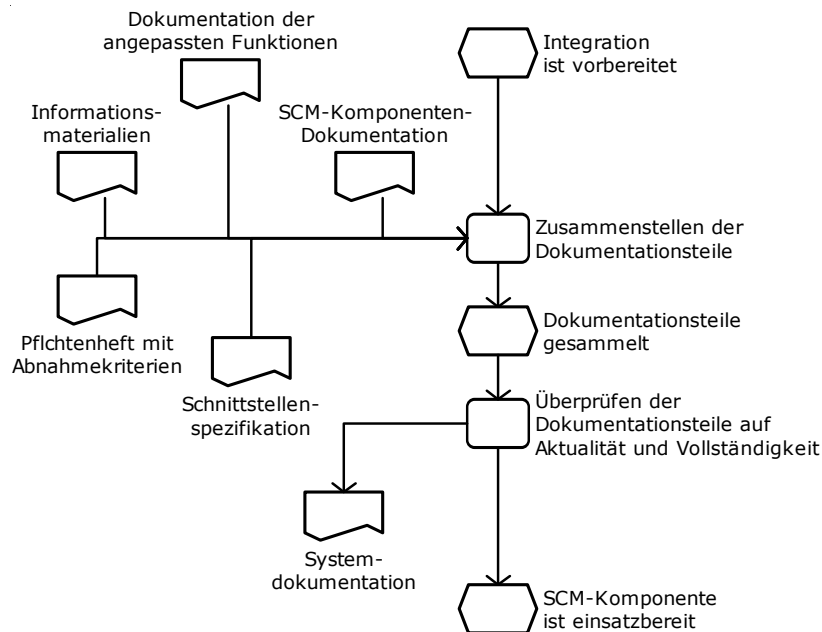 Dokumentation der
angepassten Funktionen
Integration
ist vorbereitet
Informations-
materialien
SCM-Komponenten-
Dokumentation
Zusammenstellen der
Dokumentationsteile
Pflchtenheft mit
Abnahmekriterien
Schnittstellen-
spezifikation
Dokumentationsteile
gesammelt
Überprüfen der
Dokumentationsteile auf
Aktualität und Vollständigkeit
System-
dokumentation
SCM-Komponente
ist einsatzbereit